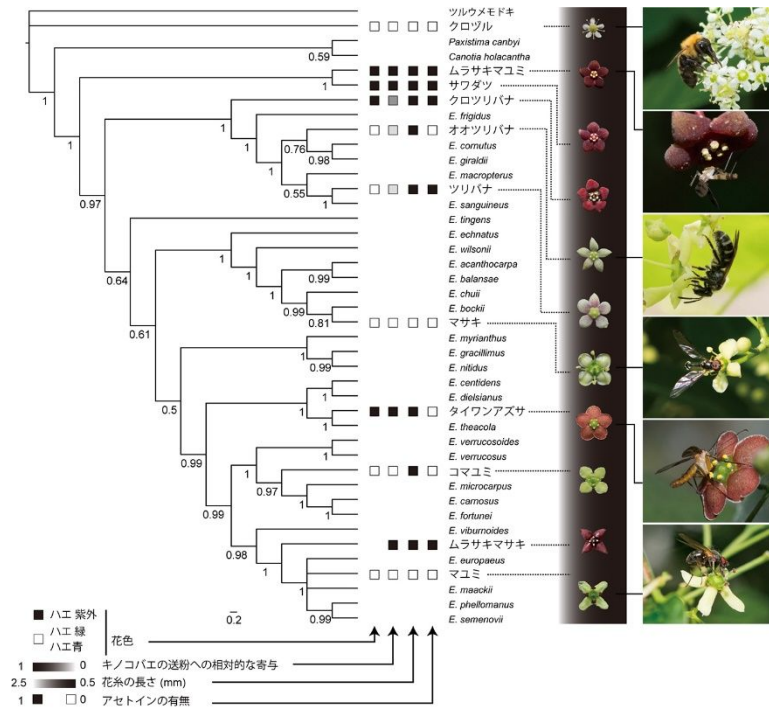 ツルウメモドキ
クロヅル
Paxistima canbyi
Canotia holacantha
ムラサキマユミ
サワダツ
クロツリバナ
E. frigidus
オオツリバナ
E. cornutus
E. giraldii
E. macropterus
ツリバナ
E. sanguineus
E. tingens
E. echnatus
E. wilsonii
E. acanthocarpa
E. balansae
E. chuii
E. bockii
マサキ
E. myrianthus
E. gracillimus
E. nitidus
E. centidens
E. dielsianus
タイワンアズサ
E. theacola
E. verrucosoides
E. verrucosus
コマユミ
E. microcarpus
E. carnosus
E. fortunei
E. viburnoides
ムラサキマサキ
E. europaeus
マユミ
E. maackii
E. phellomanus
E. semenovii
0.59
1
1
1
1
0.76
0.98
0.97
1
1
0.55
1
0.64
1
1
0.99
0.61
0.99
0.81
1
0.5
0.99
1
0.99
1
1
0.97
0.99
1
1
0.98
1
1
0.99
0.2
ハエ 紫外
ハエ 緑
ハエ青
花色
1 0 キノコバエの送粉への相対的な寄与
2.5 0.5 花糸の長さ (mm)
1 0 アセトインの有無